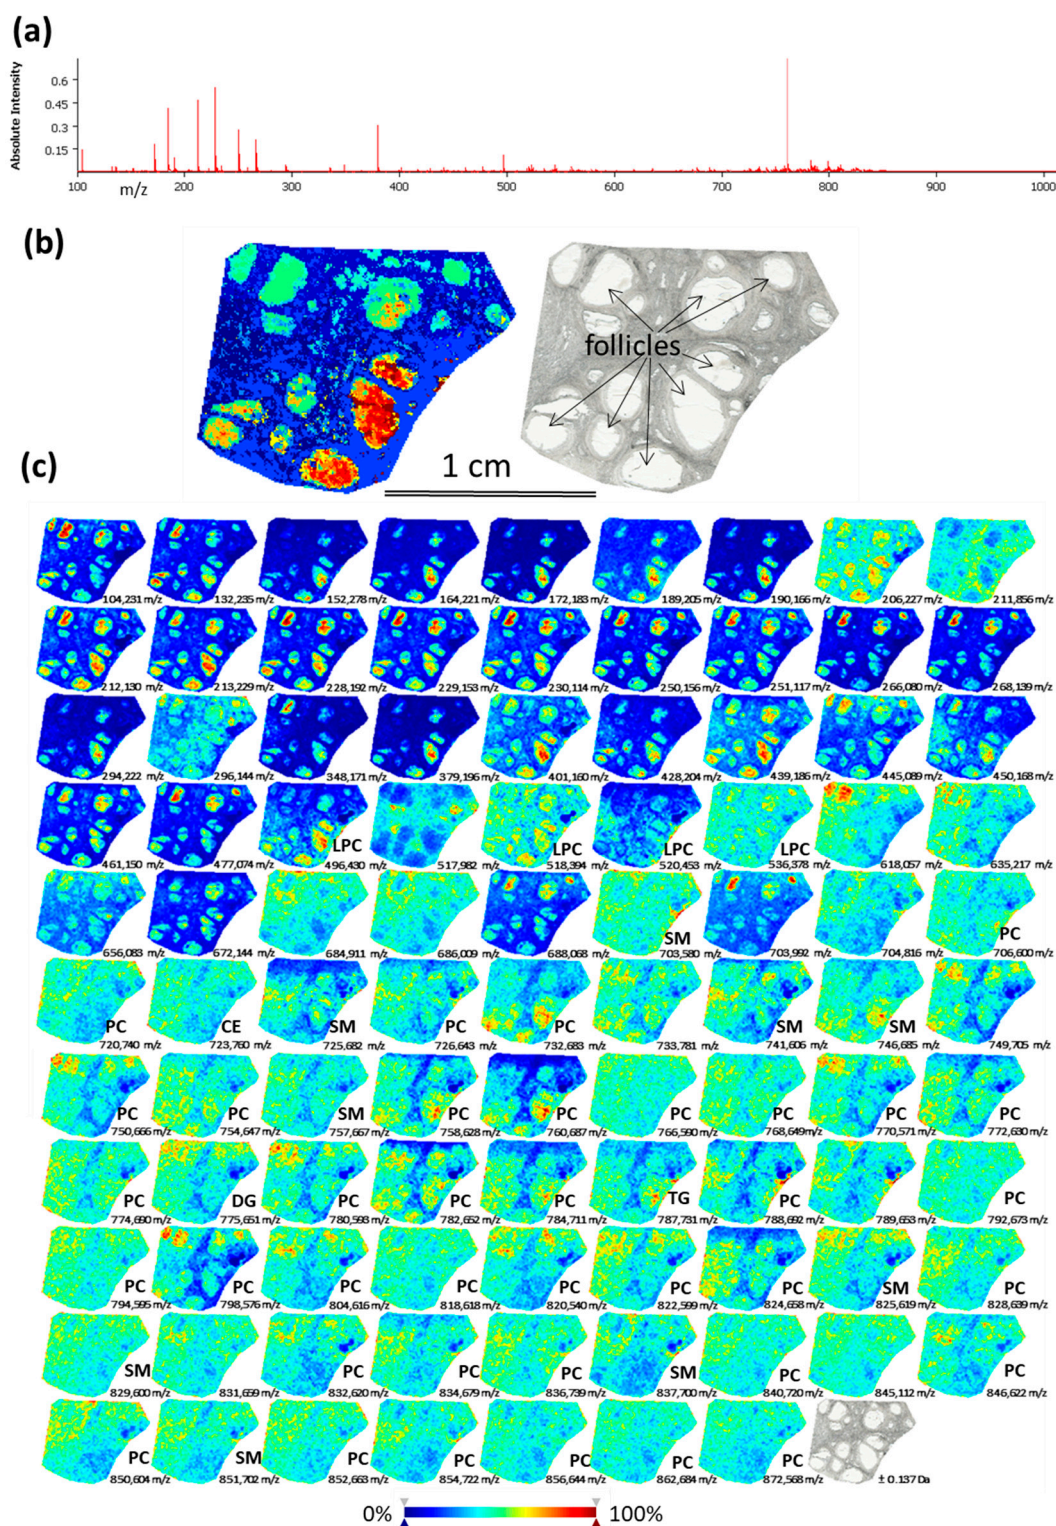 (a)
Absolute Intensity
0.6
0.45
0.3
0.15
100 200 300 400 500 600 700 800 900 1000
m/z
(b)
follicles
1 cm
(c)
104,231 m/z 132,235 m/z 152,278 m/z 164,221 m/z 172,183 m/z 189,205 m/z 190,166 m/z 206,227 m/z 211,856 m/z
212,130 m/z 213,229 m/z 228,192 m/z 229,153 m/z 230,114 m/z 250,156 m/z 251,117 m/z 266,080 m/z 268,139 m/z
294,222 m/z 296,144 m/z 348,171 m/z 379,196 m/z 401,160 m/z 428,204 m/z 439,186 m/z 445,089 m/z 450,168 m/z
LPC LPC LPC LPC
461,150 m/z 477,074 m/z 496,430 m/z 517,982 m/z 518,394 m/z 520,453 m/z 536,378 m/z 618,057 m/z 635,217 m/z
SM PC
656,083 m/z 672,144 m/z 684,911 m/z 686,009 m/z 688,068 m/z 703,580 m/z 703,992 m/z 704,816 m/z 706,600 m/z
PC CE SM PC PC SM SM
720,740 m/z 723,760 m/z 725,682 m/z 726,643 m/z 732,683 m/z 733,781 m/z 741,606 m/z 746,685 m/z 749,705 m/z
PC PC SM PC PC PC PC PC PC
750,666 m/z 754,647 m/z 757,667 m/z 758,628 m/z 760,687 m/z 766,590 m/z 768,649 m/z 770,571 m/z 772,630 m/z
PC DG PC PC PC TG PC PC
774,690 m/z 775,651 m/z 780,598 m/z 782,652 m/z 784,711 m/z 787,731 m/z 788,692 m/z 789,653 m/z 792,673 m/z
PC PC PC PC PC PC PC SM PC
794,595 m/z 798,576 m/z 804,616 m/z 818,618 m/z 820,540 m/z 822,599 m/z 824,658 m/z 825,619 m/z 828,639 m/z
SM PC PC PC SM PC PC
829,600 m/z 831,659 m/z 832,620 m/z 834,679 m/z 836,739 m/z 837,700 m/z 840,720 m/z 845,112 m/z 846,622 m/z
PC SM PC PC PC PC PC
850,604 m/z 851,702 m/z 852,663 m/z 854,722 m/z 856,644 m/z 862,684 m/z 872,568 m/z ± 0.137 Da
0% 100%